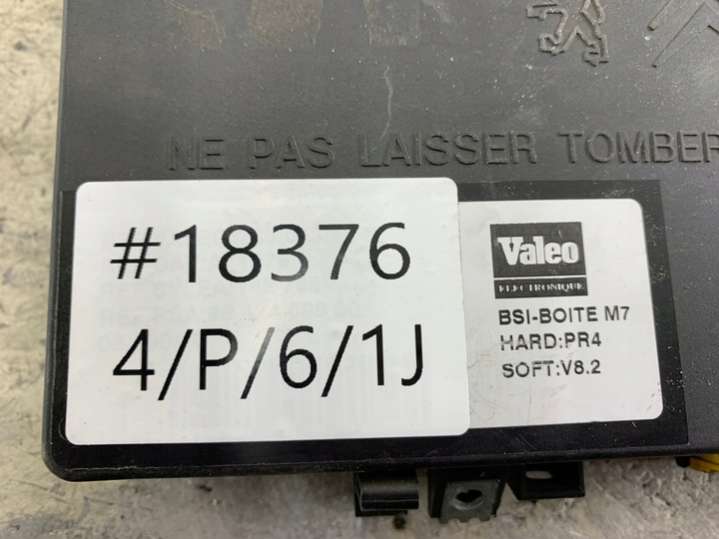 NE PAS LAISSER TOMBER
#18376
4/P/6/1J
Valeo
ELECTRONIQUE
BSI-BOITE M7
HARD:PR4
SOFT:V8.2